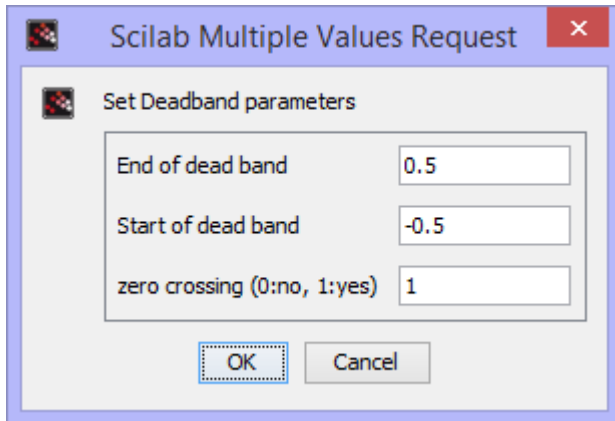 Scilab Multiple Values Request
Set Deadband parameters
End of dead band 0.5
Start of dead band -0.5
zero crossing (0:no, 1:yes) 1
OK Cancel